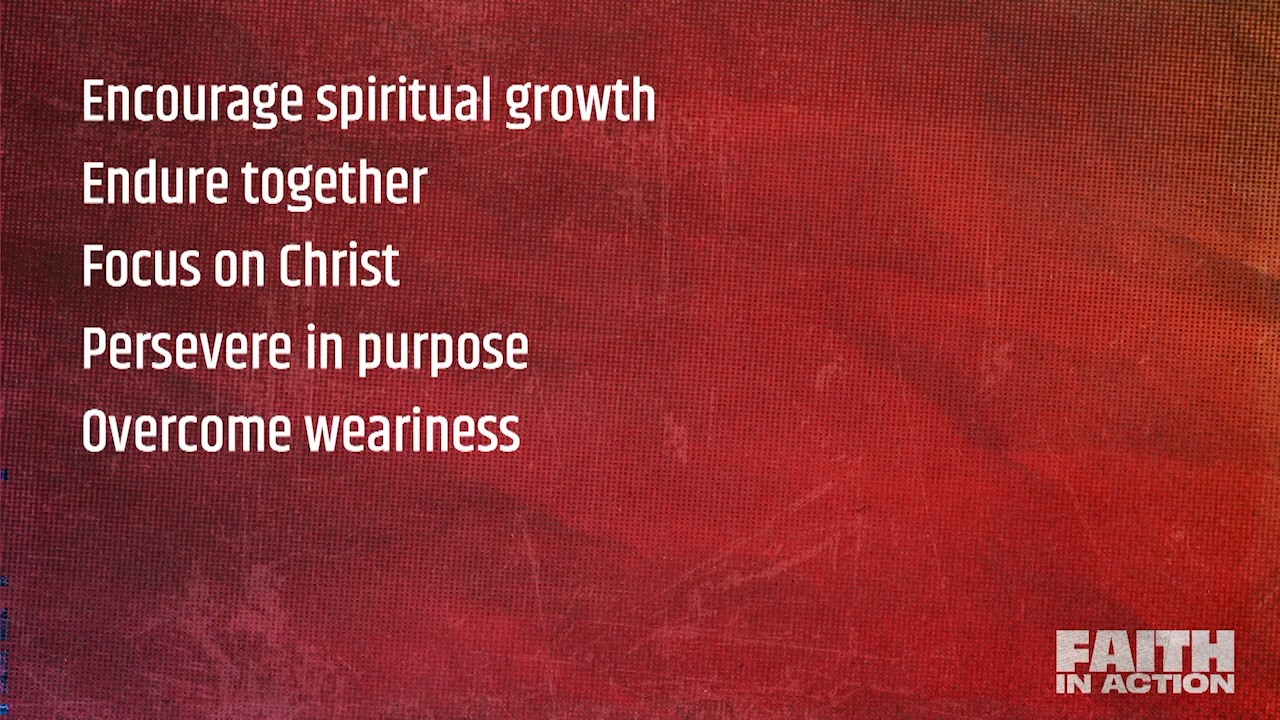 Encourage spiritual growth
Endure together
Focus on Christ
Persevere in purpose
Overcome weariness
FAITH
IN ACTION